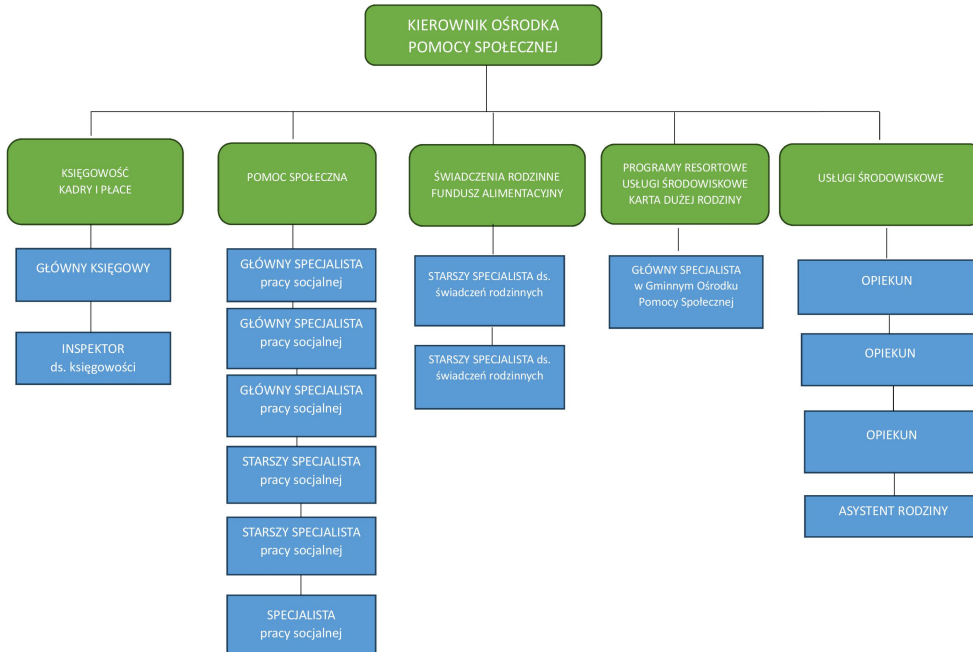 KIEROWNIK OŚRODKA
POMOCY SPOŁECZNEJ
KSIĘGOWOŚĆ
KADRY I PŁACE
GŁÓWNY KSIĘGOWY
INSPEKTOR
ds. księgowości
POMOC SPOŁECZNA
GŁÓWNY SPECJALISTA
pracy socjalnej
GŁÓWNY SPECJALISTA
pracy socjalnej
GŁÓWNY SPECJALISTA
pracy socjalnej
STARSZY SPECJALISTA
pracy socjalnej
STARSZY SPECJALISTA
pracy socjalnej
SPECJALISTA
pracy socjalnej
ŚWIADCZENIA RODZINNE
FUNDUSZ ALIMENTACYJNY
STARSZY SPECJALISTA ds.
świadczeń rodzinnych
STARSZY SPECJALISTA ds.
świadczeń rodzinnych
PROGRAMY RESORTOWE
USŁUGI ŚRODOWISKOWE
KARTA DUŻEJ RODZINY
GŁÓWNY SPECJALISTA
w Gminnym Ośrodku
Pomocy Społecznej
USŁUGI ŚRODOWISKOWE
OPIEKUN
OPIEKUN
OPIEKUN
ASYSTENT RODZINY